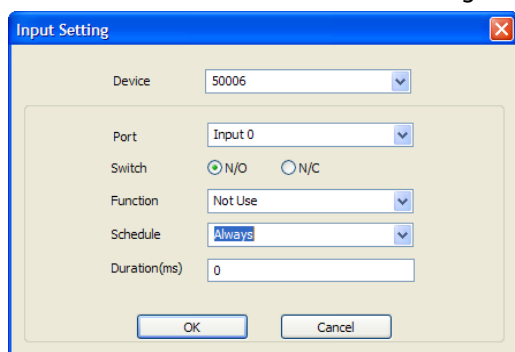 Input Setting
Device 50006
Port Input 0
Switch N/O N/C
Function Not Use
Schedule Always
Duration(ms) 0
OK Cancel